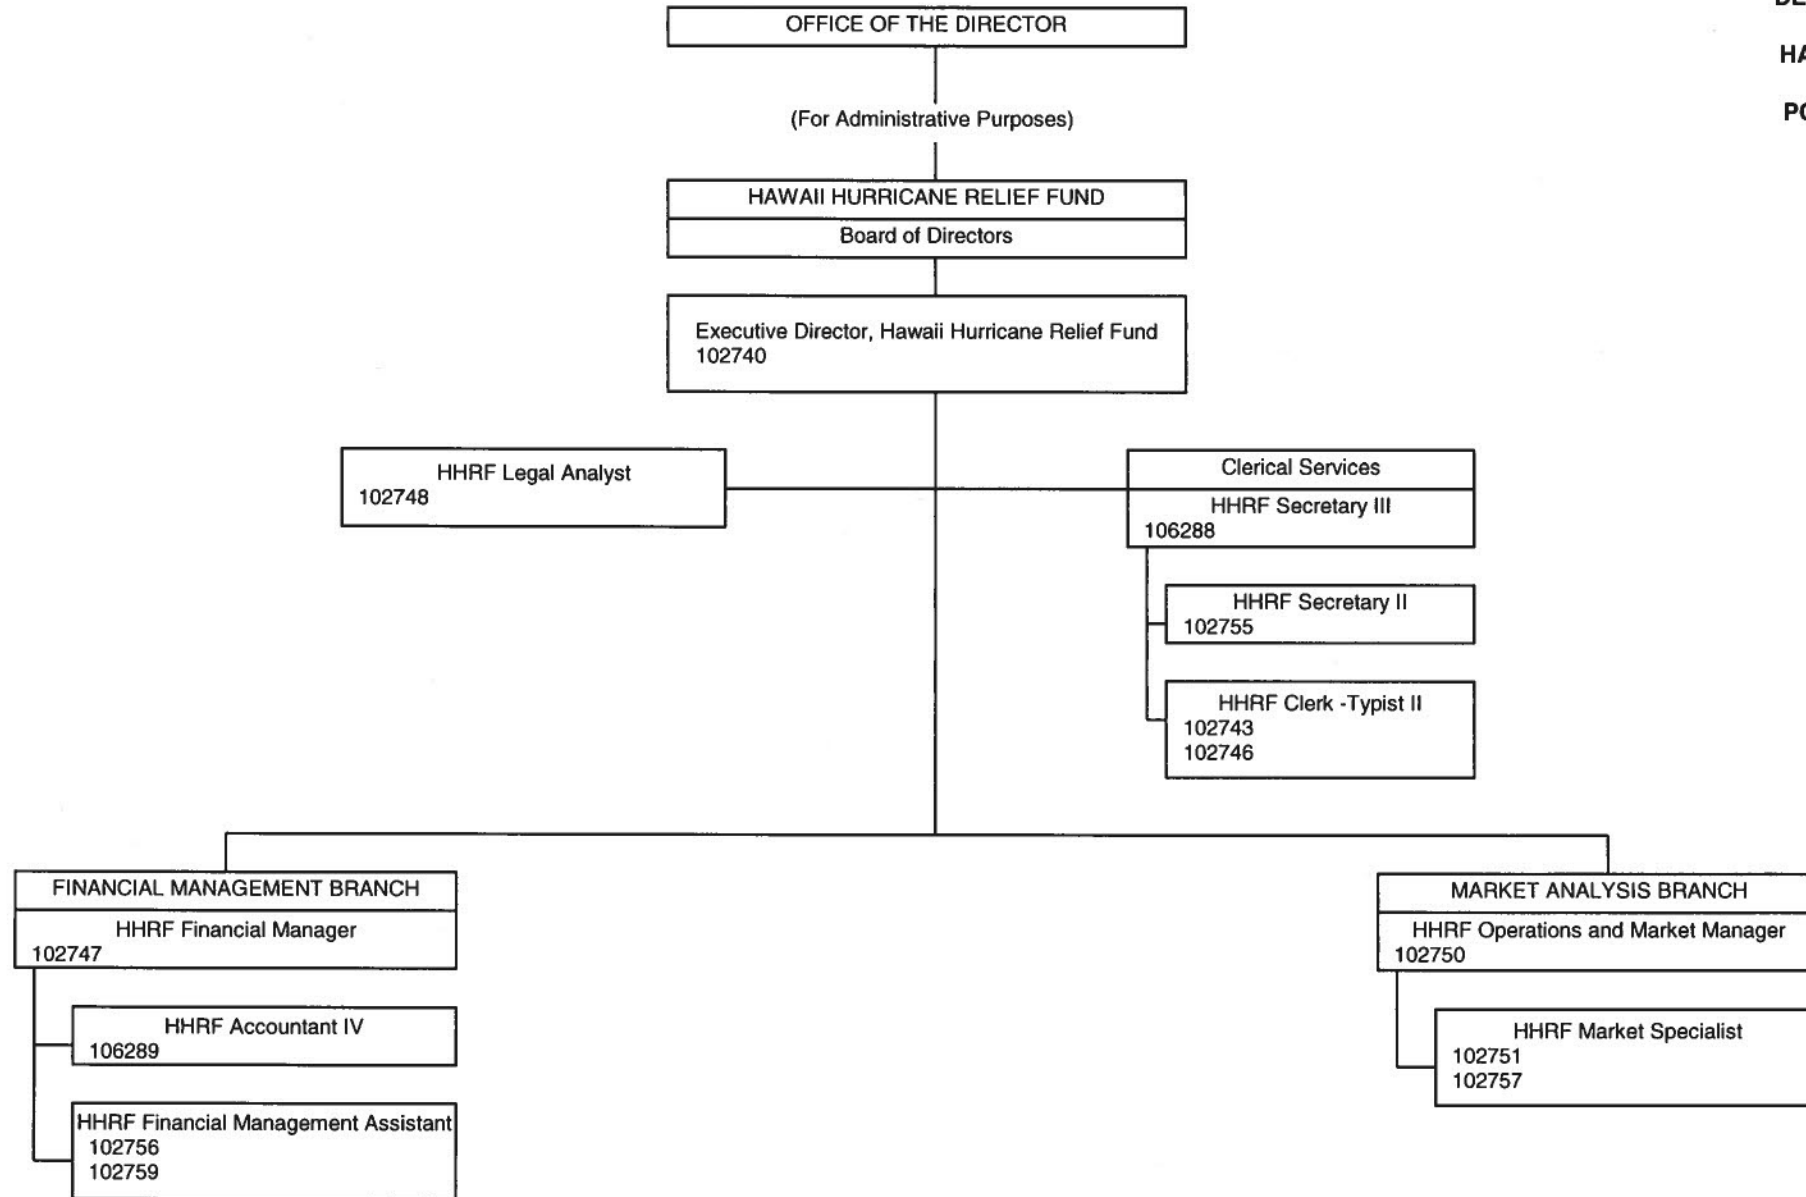 OFFICE OF THE DIRECTOR
(For Administrative Purposes)
HAWAII HURRICANE RELIEF FUND
Board of Directors
Executive Director, Hawaii Hurricane Relief Fund
102740
HHRF Legal Analyst
102748
Clerical Services
HHRF Secretary III
106288
HHRF Secretary II
102755
HHRF Clerk -Typist II
102743
102746
FINANCIAL MANAGEMENT BRANCH
HHRF Financial Manager
102747
HHRF Accountant IV
106289
HHRF Financial Management Assistant
102756
102759
MARKET ANALYSIS BRANCH
HHRF Operations and Market Manager
102750
HHRF Market Specialist
102751
102757